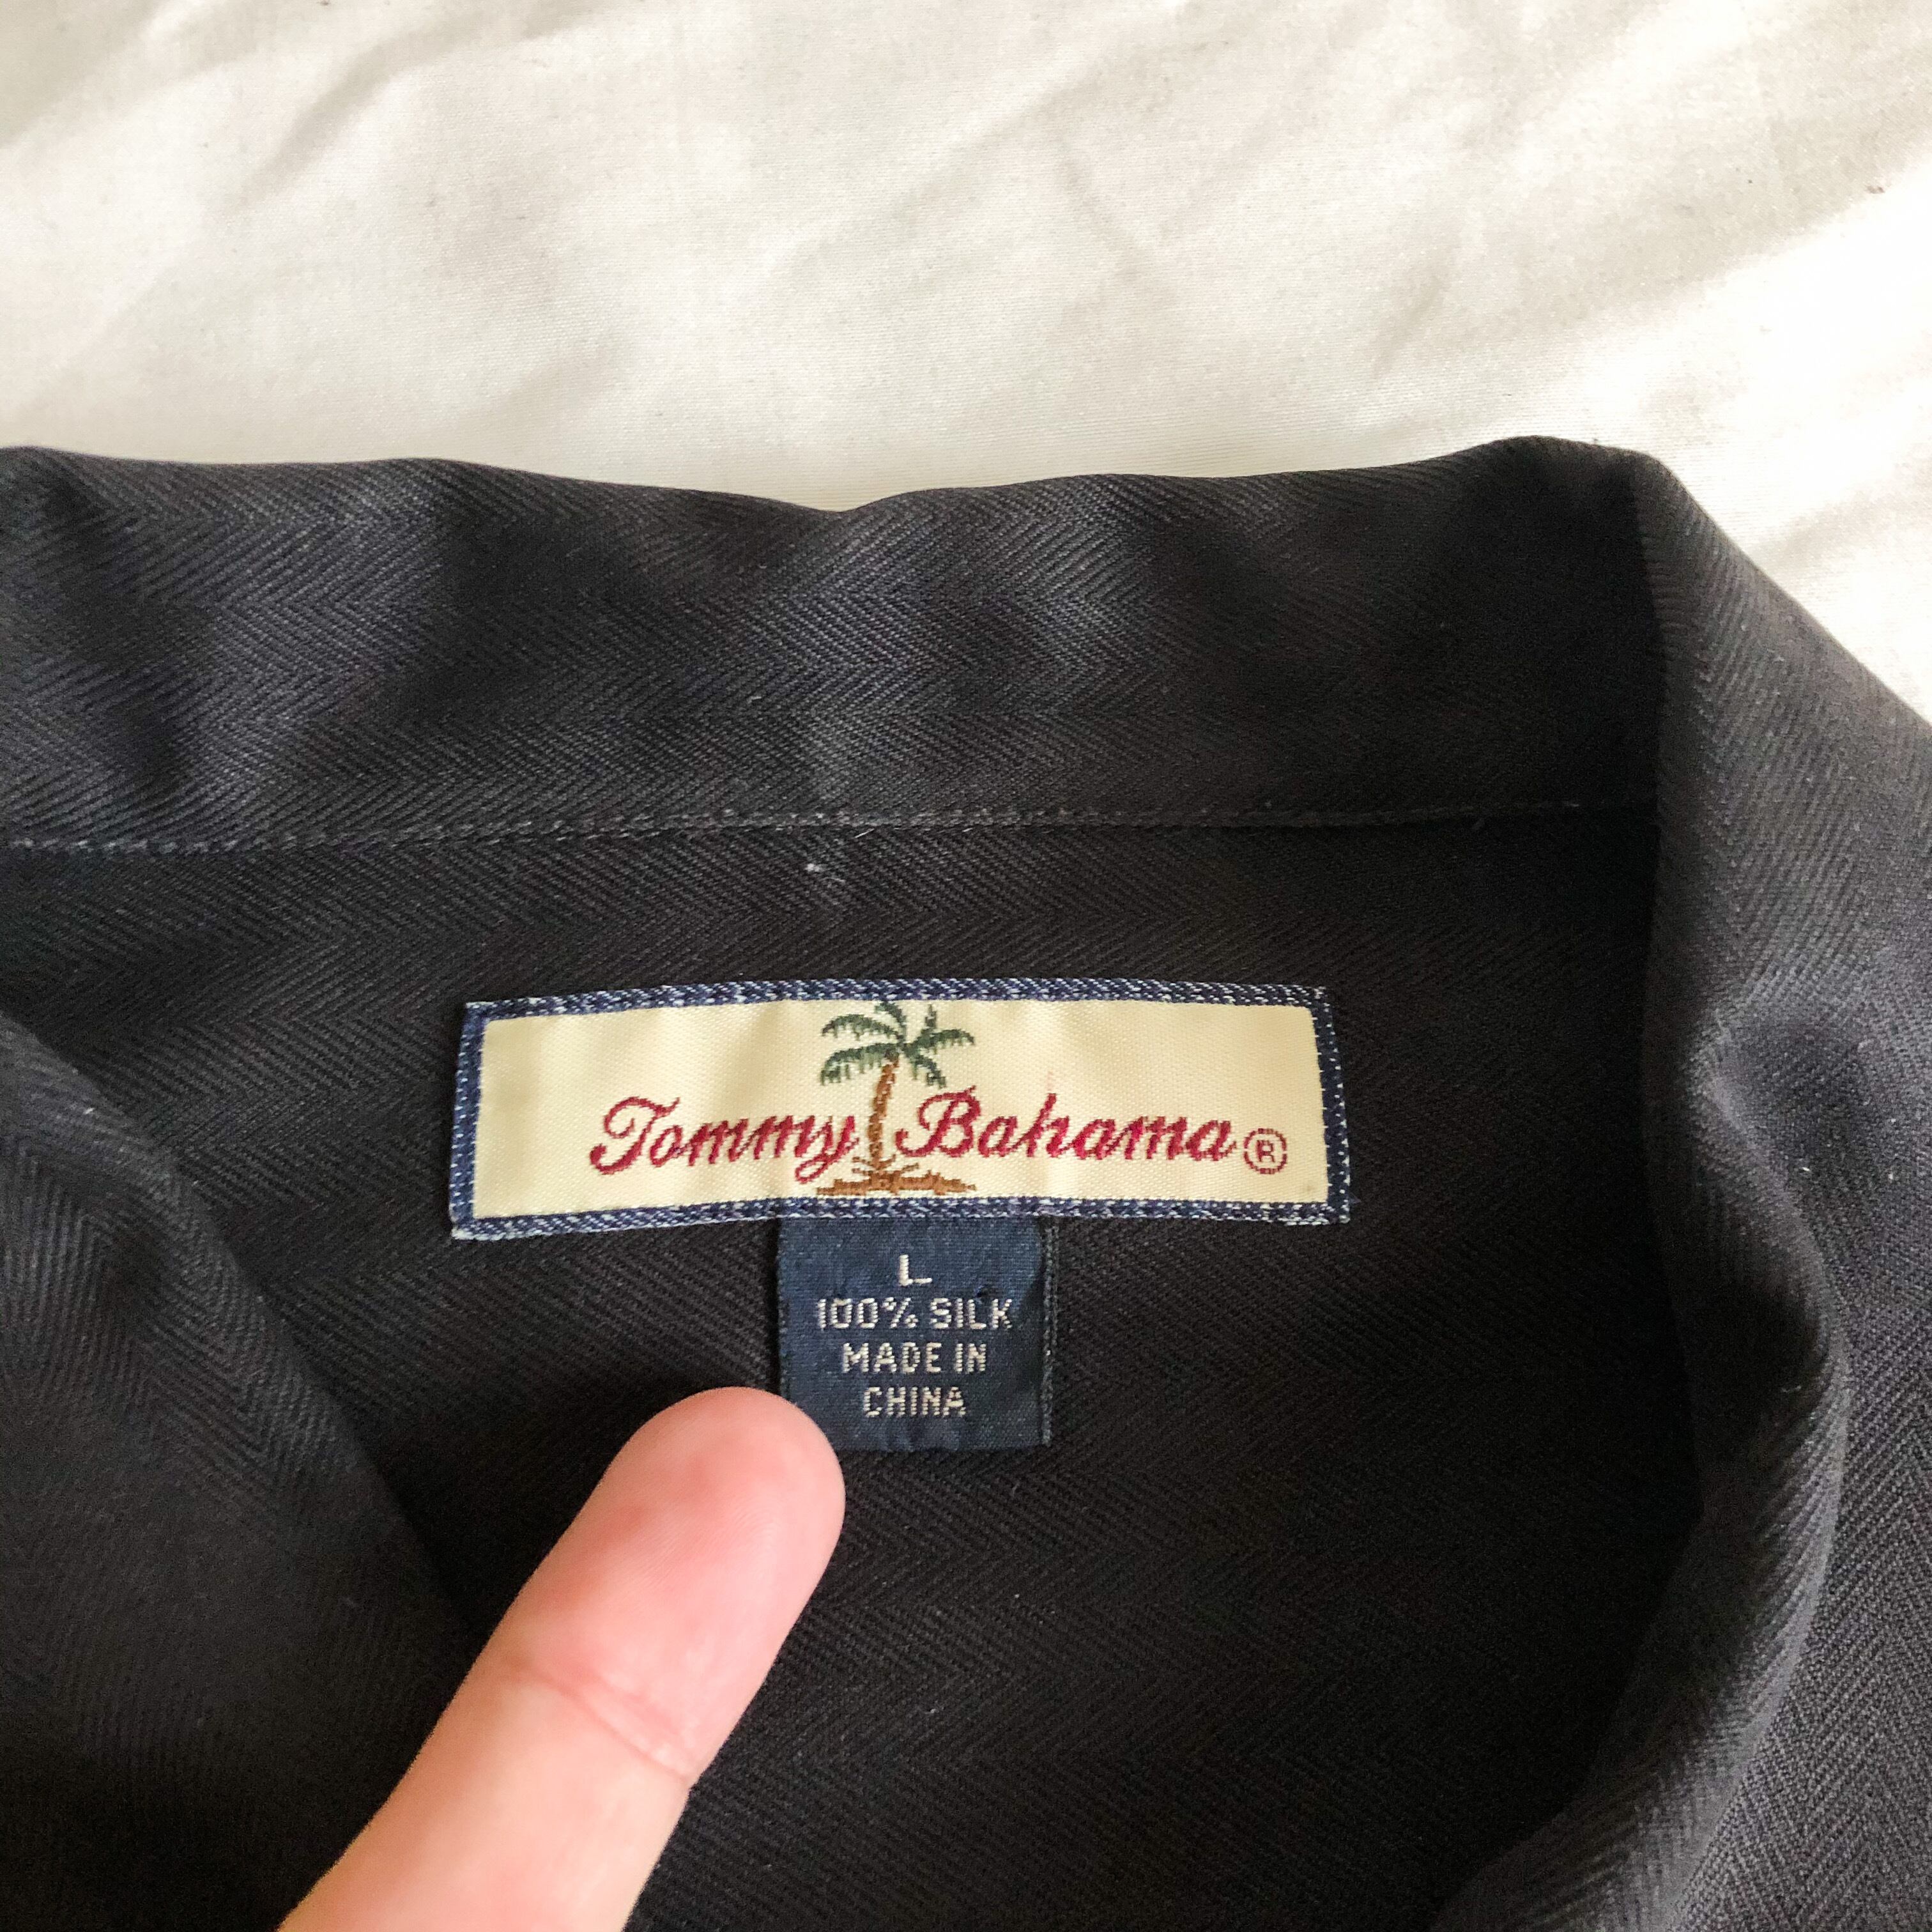 Tommy Bahama®
L
100% SILK
MADE IN
CHINA